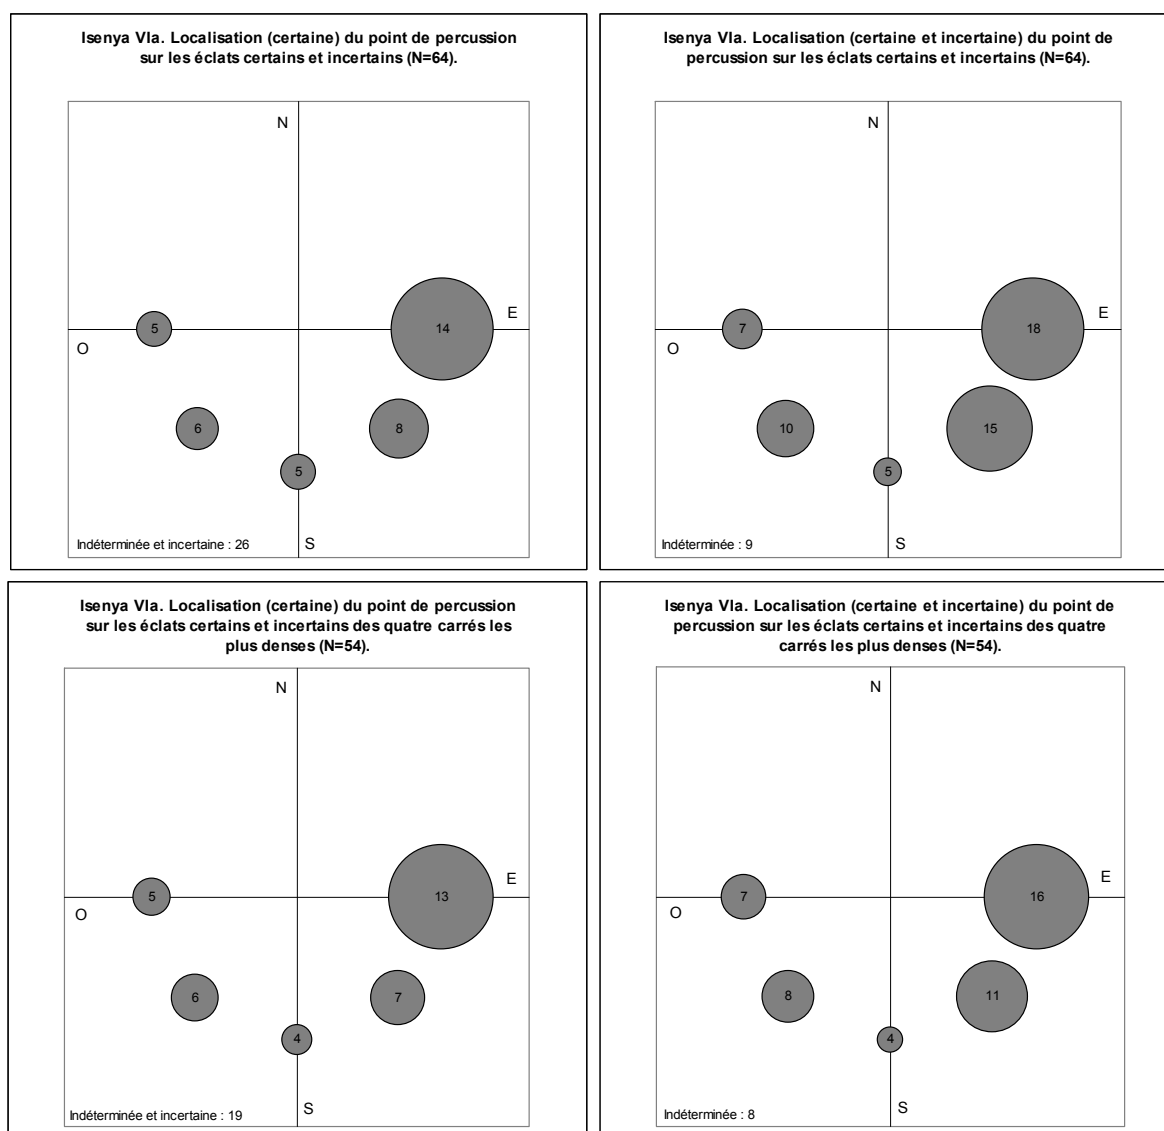 Isenya VIa. Localisation (certaine) du point de percussion
sur les éclats certains et incertains (N=64).
N
E
O
S
5
14
6
8
5
Indéterminée et incertaine : 26
Isenya VIa. Localisation (certaine et incertaine) du point de
percussion sur les éclats certains et incertains (N=64).
N
E
O
S
7
18
10
15
5
Indéterminée : 9
Isenya VIa. Localisation (certaine) du point de percussion
sur les éclats certains et incertains des quatre carrés les
plus denses (N=54).
N
E
O
S
5
13
6
7
4
Indéterminée et incertaine : 19
Isenya VIa. Localisation (certaine et incertaine) du point de
percussion sur les éclats certains et incertains des quatre
carrés les plus denses (N=54).
N
E
O
S
7
16
8
11
4
Indéterminée : 8